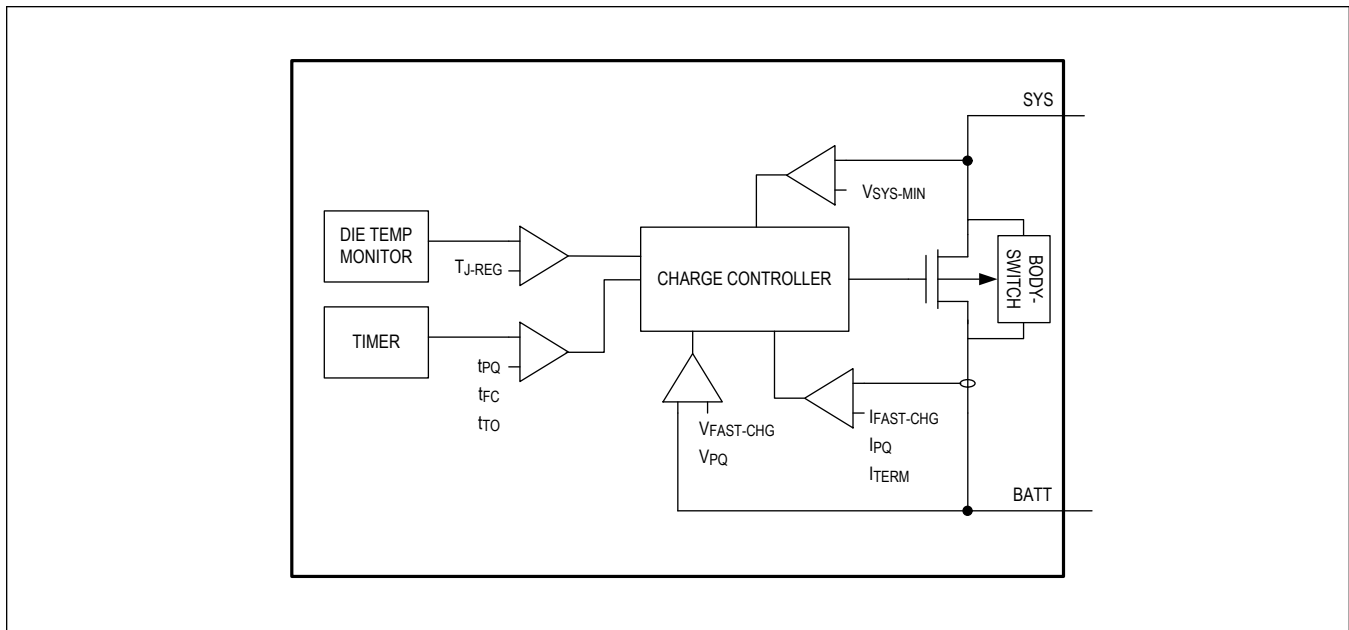 SYS
VSYS-MIN
DIE TEMP
MONITOR
TJ-REG
CHARGE CONTROLLER
BODY-
SWITCH
TIMER
tPQ
tFC
tTO
VFAST-CHG
VPQ
IFAST-CHG
IPQ
ITERM
BATT